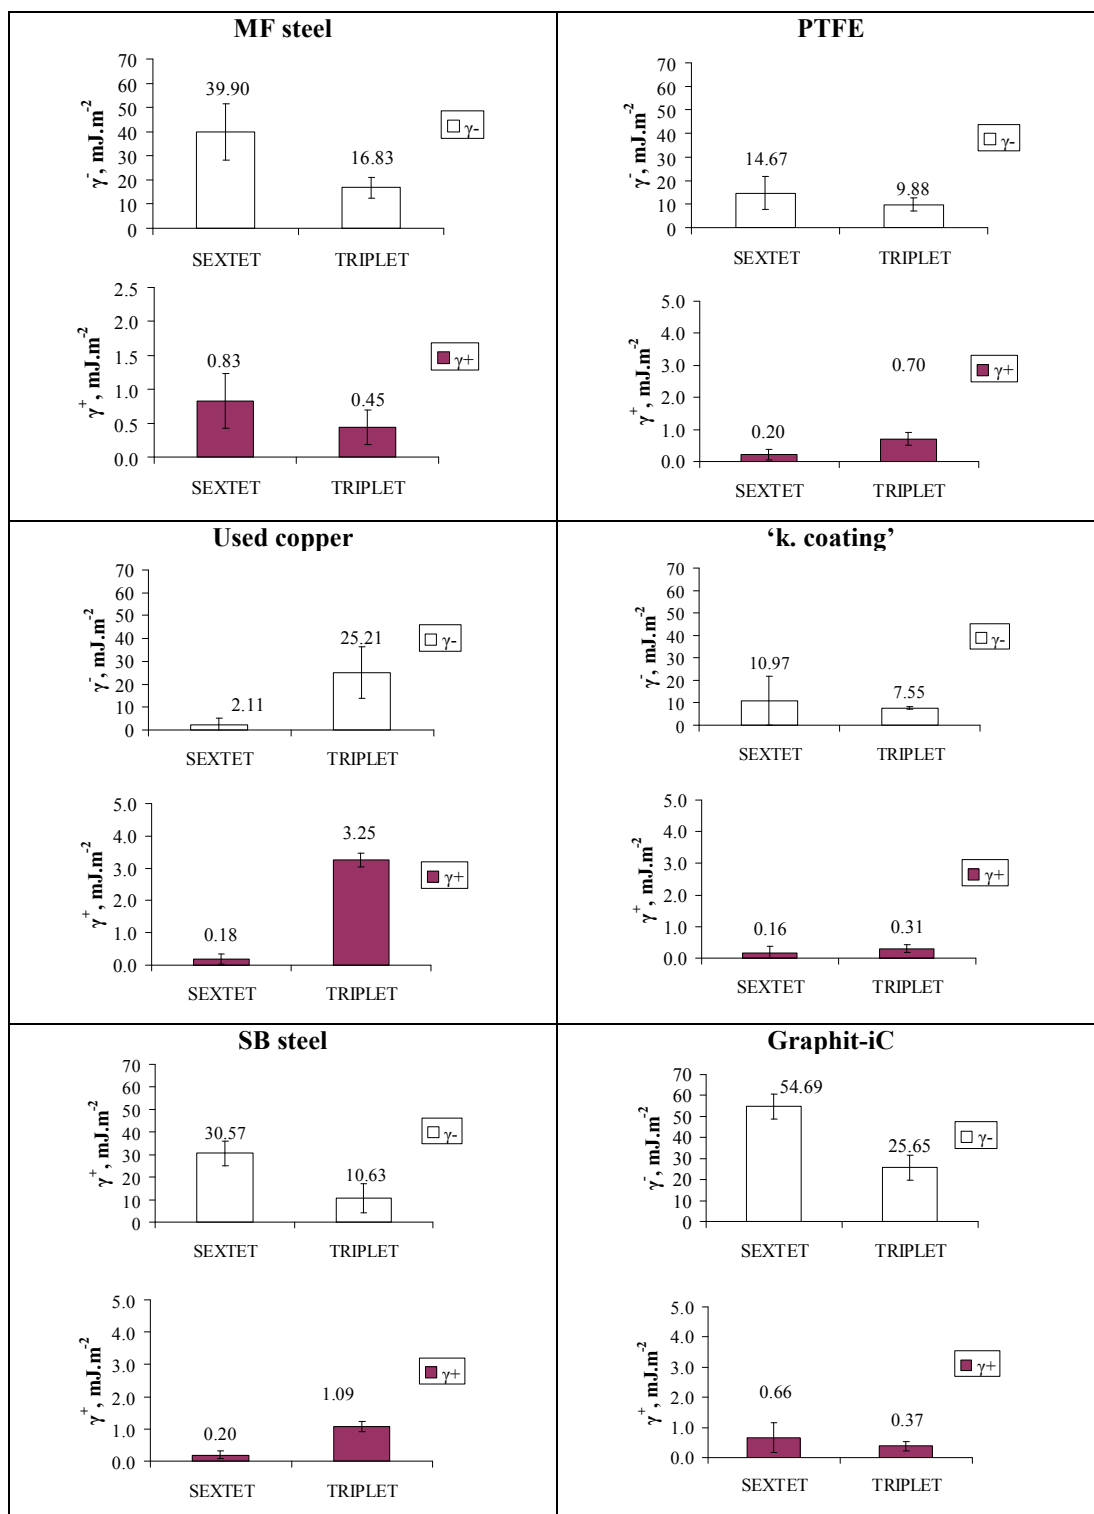 MF steel
70
60
50
40
30
20
10
0
γ⁻, mJ.m⁻²
39.90
16.83
γ-
SEXTET TRIPLET
2.5
2.0
1.5
1.0
0.5
0.0
γ⁺, mJ.m⁻²
0.83
0.45
γ+
SEXTET TRIPLET
PTFE
70
60
50
40
30
20
10
0
γ⁻, mJ.m⁻²
14.67
9.88
γ-
SEXTET TRIPLET
5.0
4.0
3.0
2.0
1.0
0.0
γ⁺, mJ.m⁻²
0.20
0.70
γ+
SEXTET TRIPLET
Used copper
70
60
50
40
30
20
10
0
γ⁻, mJ.m⁻²
2.11
25.21
γ-
SEXTET TRIPLET
5.0
4.0
3.0
2.0
1.0
0.0
γ⁺, mJ.m⁻²
0.18
3.25
γ+
SEXTET TRIPLET
‘k. coating’
70
60
50
40
30
20
10
0
γ⁻, mJ.m⁻²
10.97
7.55
γ-
SEXTET TRIPLET
5.0
4.0
3.0
2.0
1.0
0.0
γ⁺, mJ.m⁻²
0.16
0.31
γ+
SEXTET TRIPLET
SB steel
70
60
50
40
30
20
10
0
γ⁺, mJ.m⁻²
30.57
10.63
γ-
SEXTET TRIPLET
5.0
4.0
3.0
2.0
1.0
0.0
γ⁺, mJ.m⁻²
0.20
1.09
γ+
SEXTET TRIPLET
Graphit-iC
70
60
50
40
30
20
10
0
γ⁻, mJ.m⁻²
54.69
25.65
γ-
SEXTET TRIPLET
5.0
4.0
3.0
2.0
1.0
0.0
γ⁺, mJ.m⁻²
0.66
0.37
γ+
SEXTET TRIPLET